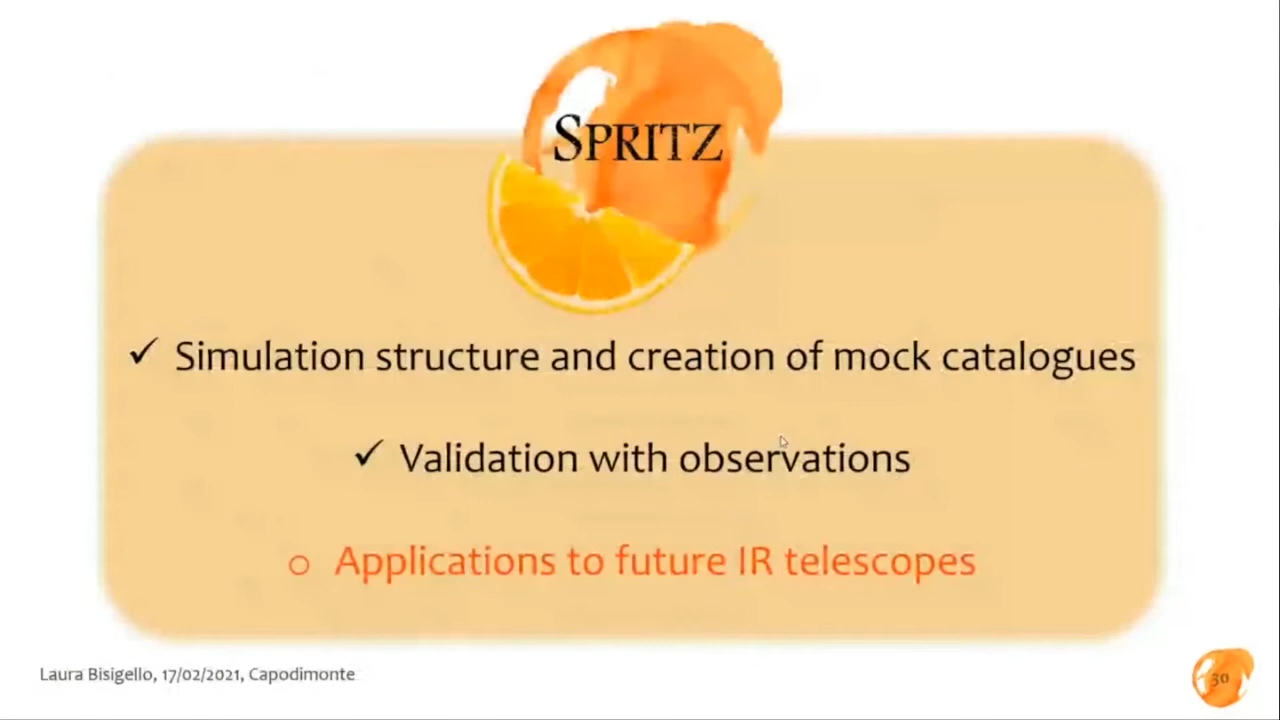 SPRITZ
✓ Simulation structure and creation of mock catalogues
✓ Validation with observations
o Applications to future IR telescopes
Laura Bisigello, 17/02/2021, Capodimonte
30